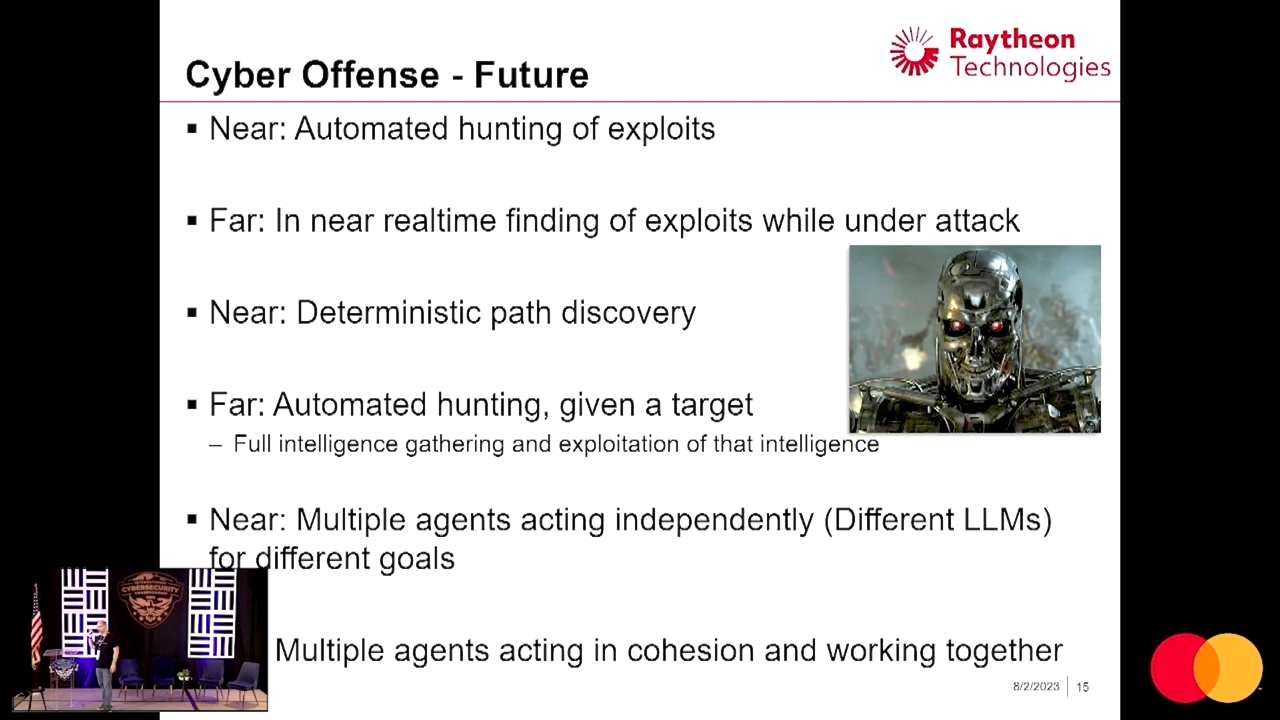 Raytheon
Technologies
Cyber Offense - Future
▪ Near: Automated hunting of exploits
▪ Far: In near realtime finding of exploits while under attack
▪ Near: Deterministic path discovery
▪ Far: Automated hunting, given a target
– Full intelligence gathering and exploitation of that intelligence
▪ Near: Multiple agents acting independently (Different LLMs)
for different goals
Multiple agents acting in cohesion and working together
8/2/2023 15
CYBERSECURITY